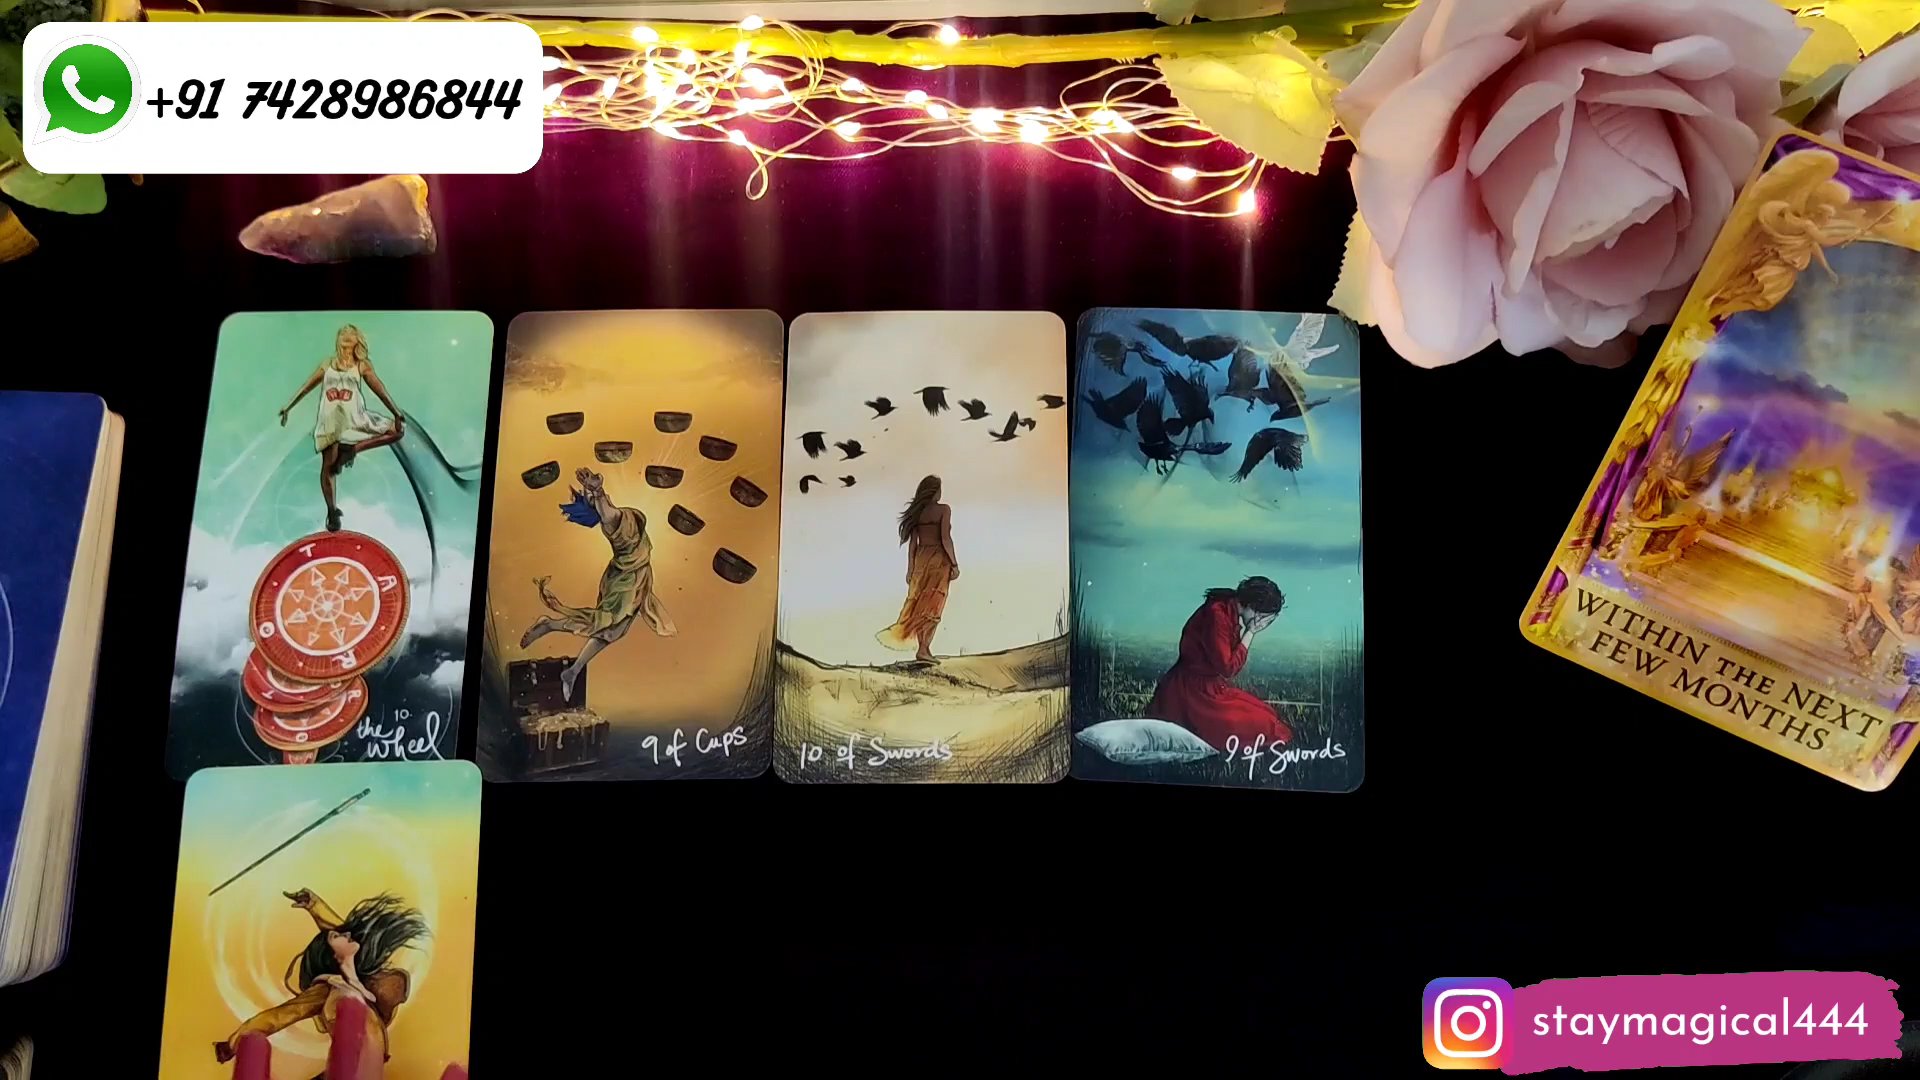 +91 7428986844
10
the
wheel
9 of Cups
10 of Swords
9 of Swords
WITHIN THE NEXT
FEW MONTHS
staymagical444